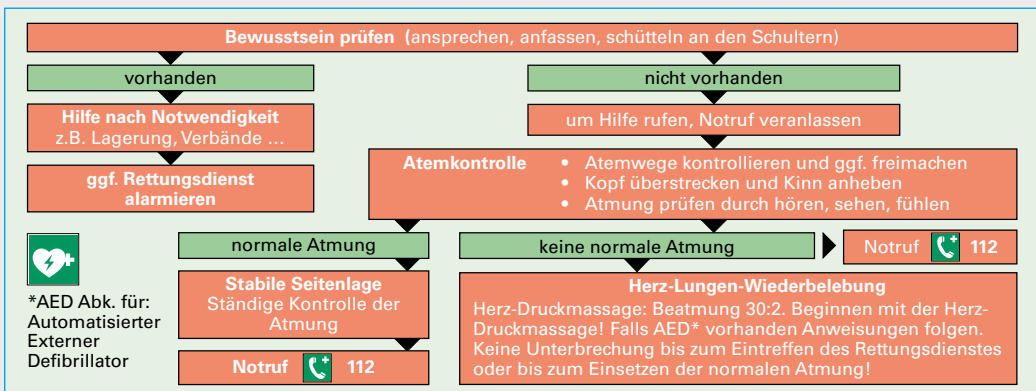 Bewusstsein prüfen (ansprechen, anfassen, schütteln an den Schultern)
vorhanden
Hilfe nach Notwendigkeit
z.B. Lagerung, Verbände ...
ggf. Rettungsdienst
alarmieren
nicht vorhanden
um Hilfe rufen, Notruf veranlassen
Atemkontrolle
• Atemwege kontrollieren und ggf. freimachen
• Kopf überstrecken und Kinn anheben
• Atmung prüfen durch hören, sehen, fühlen
normale Atmung
Stabile Seitenlage
Ständige Kontrolle der
Atmung
Notruf 112
keine normale Atmung
Notruf 112
Herz-Lungen-Wiederbelebung
Herz-Druckmassage: Beatmung 30:2. Beginnen mit der Herz-
Druckmassage! Falls AED* vorhanden Anweisungen folgen.
Keine Unterbrechung bis zum Eintreffen des Rettungsdienstes
oder bis zum Einsetzen der normalen Atmung!
*AED Abk. für:
Automatisierter
Externer
Defibrillator